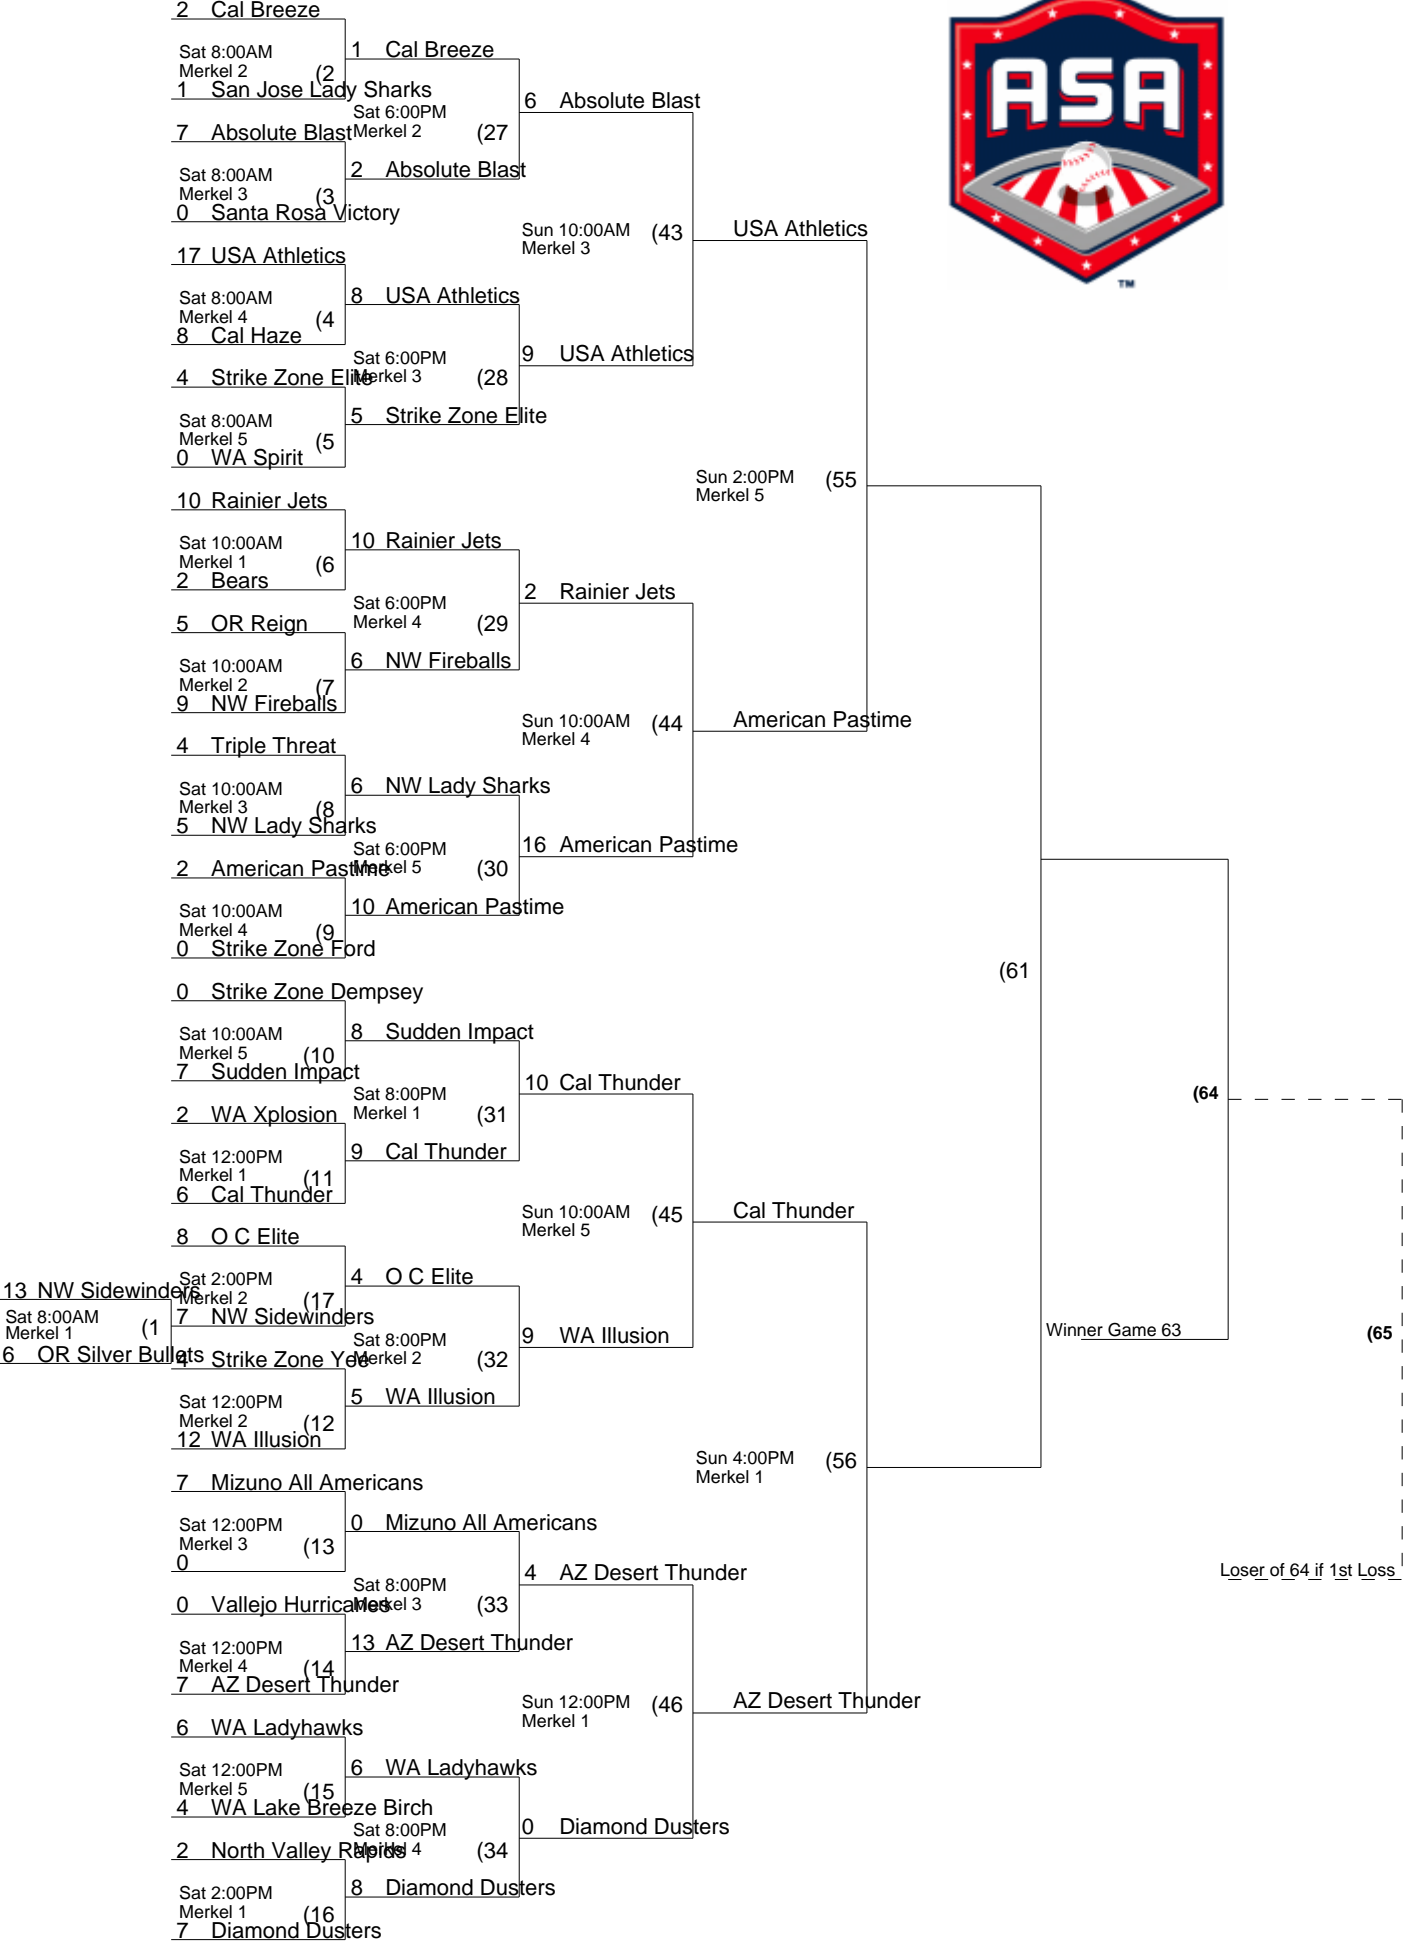 2 Cal Breeze
Sat 8:00AM
Merkel 2 (2
1 San Jose Lady Sharks
1 Cal Breeze
7 Absolute Blast
Sat 8:00AM
Merkel 3 (3
0 Santa Rosa Victory
Sat 6:00PM
Merkel 2 (27
2 Absolute Blast
6 Absolute Blast
17 USA Athletics
Sat 8:00AM
Merkel 4 (4
8 Cal Haze
8 USA Athletics
4 Strike Zone Elite
Sat 8:00AM
Merkel 5 (5
0 WA Spirit
Sat 6:00PM
Merkel 3 (28
5 Strike Zone Elite
9 USA Athletics
Sun 10:00AM
Merkel 3 (43
USA Athletics
10 Rainier Jets
Sat 10:00AM
Merkel 1 (6
2 Bears
10 Rainier Jets
5 OR Reign
Sat 10:00AM
Merkel 2 (7
9 NW Fireballs
Sat 6:00PM
Merkel 4 (29
6 NW Fireballs
2 Rainier Jets
4 Triple Threat
Sat 10:00AM
Merkel 3 (8
5 NW Lady Sharks
6 NW Lady Sharks
2 American Pastime
Sat 10:00AM
Merkel 4 (9
0 Strike Zone Ford
Sat 6:00PM
Merkel 5 (30
10 American Pastime
16 American Pastime
Sun 10:00AM
Merkel 4 (44
American Pastime
Sun 2:00PM
Merkel 5 (55
0 Strike Zone Dempsey
Sat 10:00AM
Merkel 5 (10
7 Sudden Impact
8 Sudden Impact
2 WA Xplosion
Sat 12:00PM
Merkel 1 (11
6 Cal Thunder
Sat 8:00PM
Merkel 1 (31
9 Cal Thunder
10 Cal Thunder
13 NW Sidewinders
Sat 8:00AM
Merkel 1 (1
6 OR Silver Bullets
8 O C Elite
Sat 2:00PM
Merkel 2 (17
7 NW Sidewinders
4 O C Elite
4 Strike Zone Yee
Sat 12:00PM
Merkel 2 (12
12 WA Illusion
Sat 8:00PM
Merkel 2 (32
5 WA Illusion
9 WA Illusion
Sun 10:00AM
Merkel 5 (45
Cal Thunder
7 Mizuno All Americans
Sat 12:00PM
Merkel 3 (13
0
0 Mizuno All Americans
0 Vallejo Hurricanes
Sat 12:00PM
Merkel 4 (14
7 AZ Desert Thunder
Sat 8:00PM
Merkel 3 (33
13 AZ Desert Thunder
4 AZ Desert Thunder
6 WA Ladyhawks
Sat 12:00PM
Merkel 5 (15
4 WA Lake Breeze Birch
6 WA Ladyhawks
2 North Valley Rapids
Sat 2:00PM
Merkel 1 (16
7 Diamond Dusters
Sat 8:00PM
Merkel 4 (34
8 Diamond Dusters
0 Diamond Dusters
Sun 12:00PM
Merkel 1 (46
AZ Desert Thunder
Sun 4:00PM
Merkel 1 (56
(61
Winner Game 63
(64
Loser of 64 if 1st Loss
(65
ASA
TM